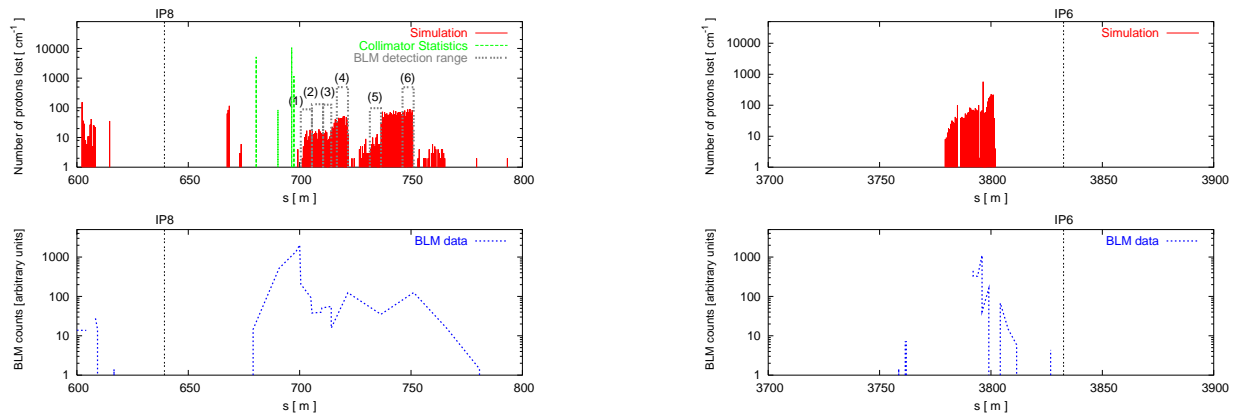 IP8
Number of protons lost [ cm-1 ]
10000
1000
100
10
1
Simulation
Collimator Statistics
BLM detection range
(1)
(2)
(3)
(4)
(5)
(6)
600 650 700 750 800
s [ m ]
IP6
Number of protons lost [ cm-1 ]
10000
1000
100
10
1
Simulation
3700 3750 3800 3850 3900
s [ m ]
IP8
BLM counts [arbitrary units]
1000
100
10
1
BLM data
600 650 700 750 800
s [ m ]
IP6
BLM counts [arbitrary units]
1000
100
10
1
BLM data
3700 3750 3800 3850 3900
s [ m ]